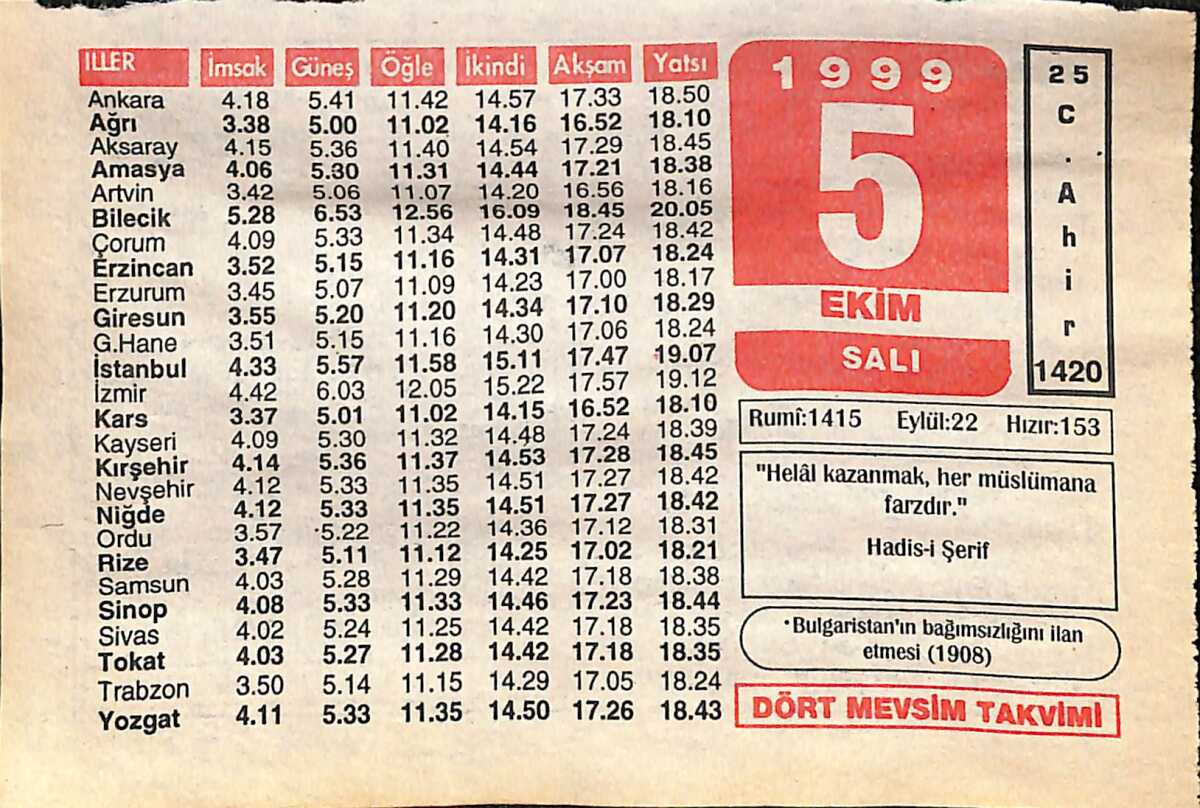 ILLER İmsak Güneş Öğle İkindi Akşam Yatsı
Ankara 4.18 5.41 11.42 14.57 17.33 18.50
Ağrı 3.38 5.00 11.02 14.16 16.52 18.10
Aksaray 4.15 5.36 11.40 14.54 17.29 18.45
Amasya 4.06 5.30 11.31 14.44 17.21 18.38
Artvin 3.42 5.06 11.07 14.20 16.56 18.16
Bilecik 5.28 6.53 12.56 16.09 18.45 20.05
Çorum 4.09 5.33 11.34 14.48 17.24 18.42
Erzincan 3.52 5.15 11.16 14.31 17.07 18.24
Erzurum 3.45 5.07 11.09 14.23 17.00 18.17
Giresun 3.55 5.20 11.20 14.34 17.10 18.29
G.Hane 3.51 5.15 11.16 14.30 17.06 18.24
İstanbul 4.33 5.57 11.58 15.11 17.47 19.07
İzmir 4.42 6.03 12.05 15.22 17.57 19.12
Kars 3.37 5.01 11.02 14.15 16.52 18.10
Kayseri 4.09 5.30 11.32 14.48 17.24 18.39
Kırşehir 4.14 5.36 11.37 14.53 17.28 18.45
Nevşehir 4.12 5.33 11.35 14.51 17.27 18.42
Niğde 4.12 5.33 11.35 14.51 17.27 18.42
Ordu 3.57 5.22 11.22 14.36 17.12 18.31
Rize 3.47 5.11 11.12 14.25 17.02 18.21
Samsun 4.03 5.28 11.29 14.42 17.18 18.38
Sinop 4.08 5.33 11.33 14.46 17.23 18.44
Sivas 4.02 5.24 11.25 14.42 17.18 18.35
Tokat 4.03 5.27 11.28 14.42 17.18 18.35
Trabzon 3.50 5.14 11.15 14.29 17.05 18.24
Yozgat 4.11 5.33 11.35 14.50 17.26 18.43
1999
5
EKİM
SALI
25
C
.
A
h
i
r
1420
Rumî:1415 Eylül:22 Hızır:153
"Helâl kazanmak, her müslümana
farzdır."
Hadis-i Şerif
•Bulgaristan'ın bağımsızlığını ilan
etmesi (1908)
DÖRT MEVSİM TAKVİMİ